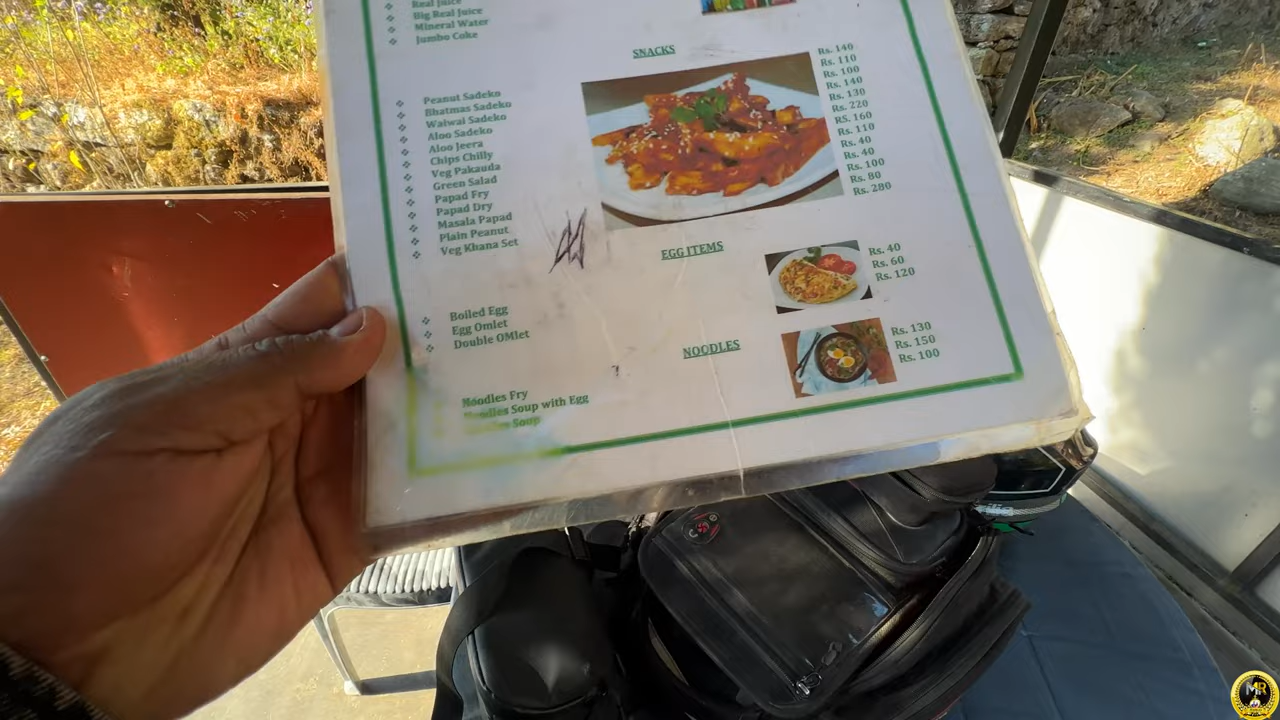 Real Juice
Big Real Juice
Mineral Water
Jumbo Coke
SNACKS
Peanut Sadeko Rs. 140
Bhatmas Sadeko Rs. 110
Waiwai Sadeko Rs. 100
Aloo Sadeko Rs. 140
Aloo Jeera Rs. 130
Chips Chilly Rs. 220
Veg Pakauda Rs. 160
Green Salad Rs. 110
Papad Fry Rs. 40
Papad Dry Rs. 40
Masala Papad Rs. 100
Plain Peanut Rs. 80
Veg Khana Set Rs. 280
EGG ITEMS
Boiled Egg Rs. 40
Egg Omlet Rs. 60
Double OMlet Rs. 120
NOODLES
Noodles Fry Rs. 130
Noodles Soup with Egg Rs. 150
Noodles Soup Rs. 100
MR